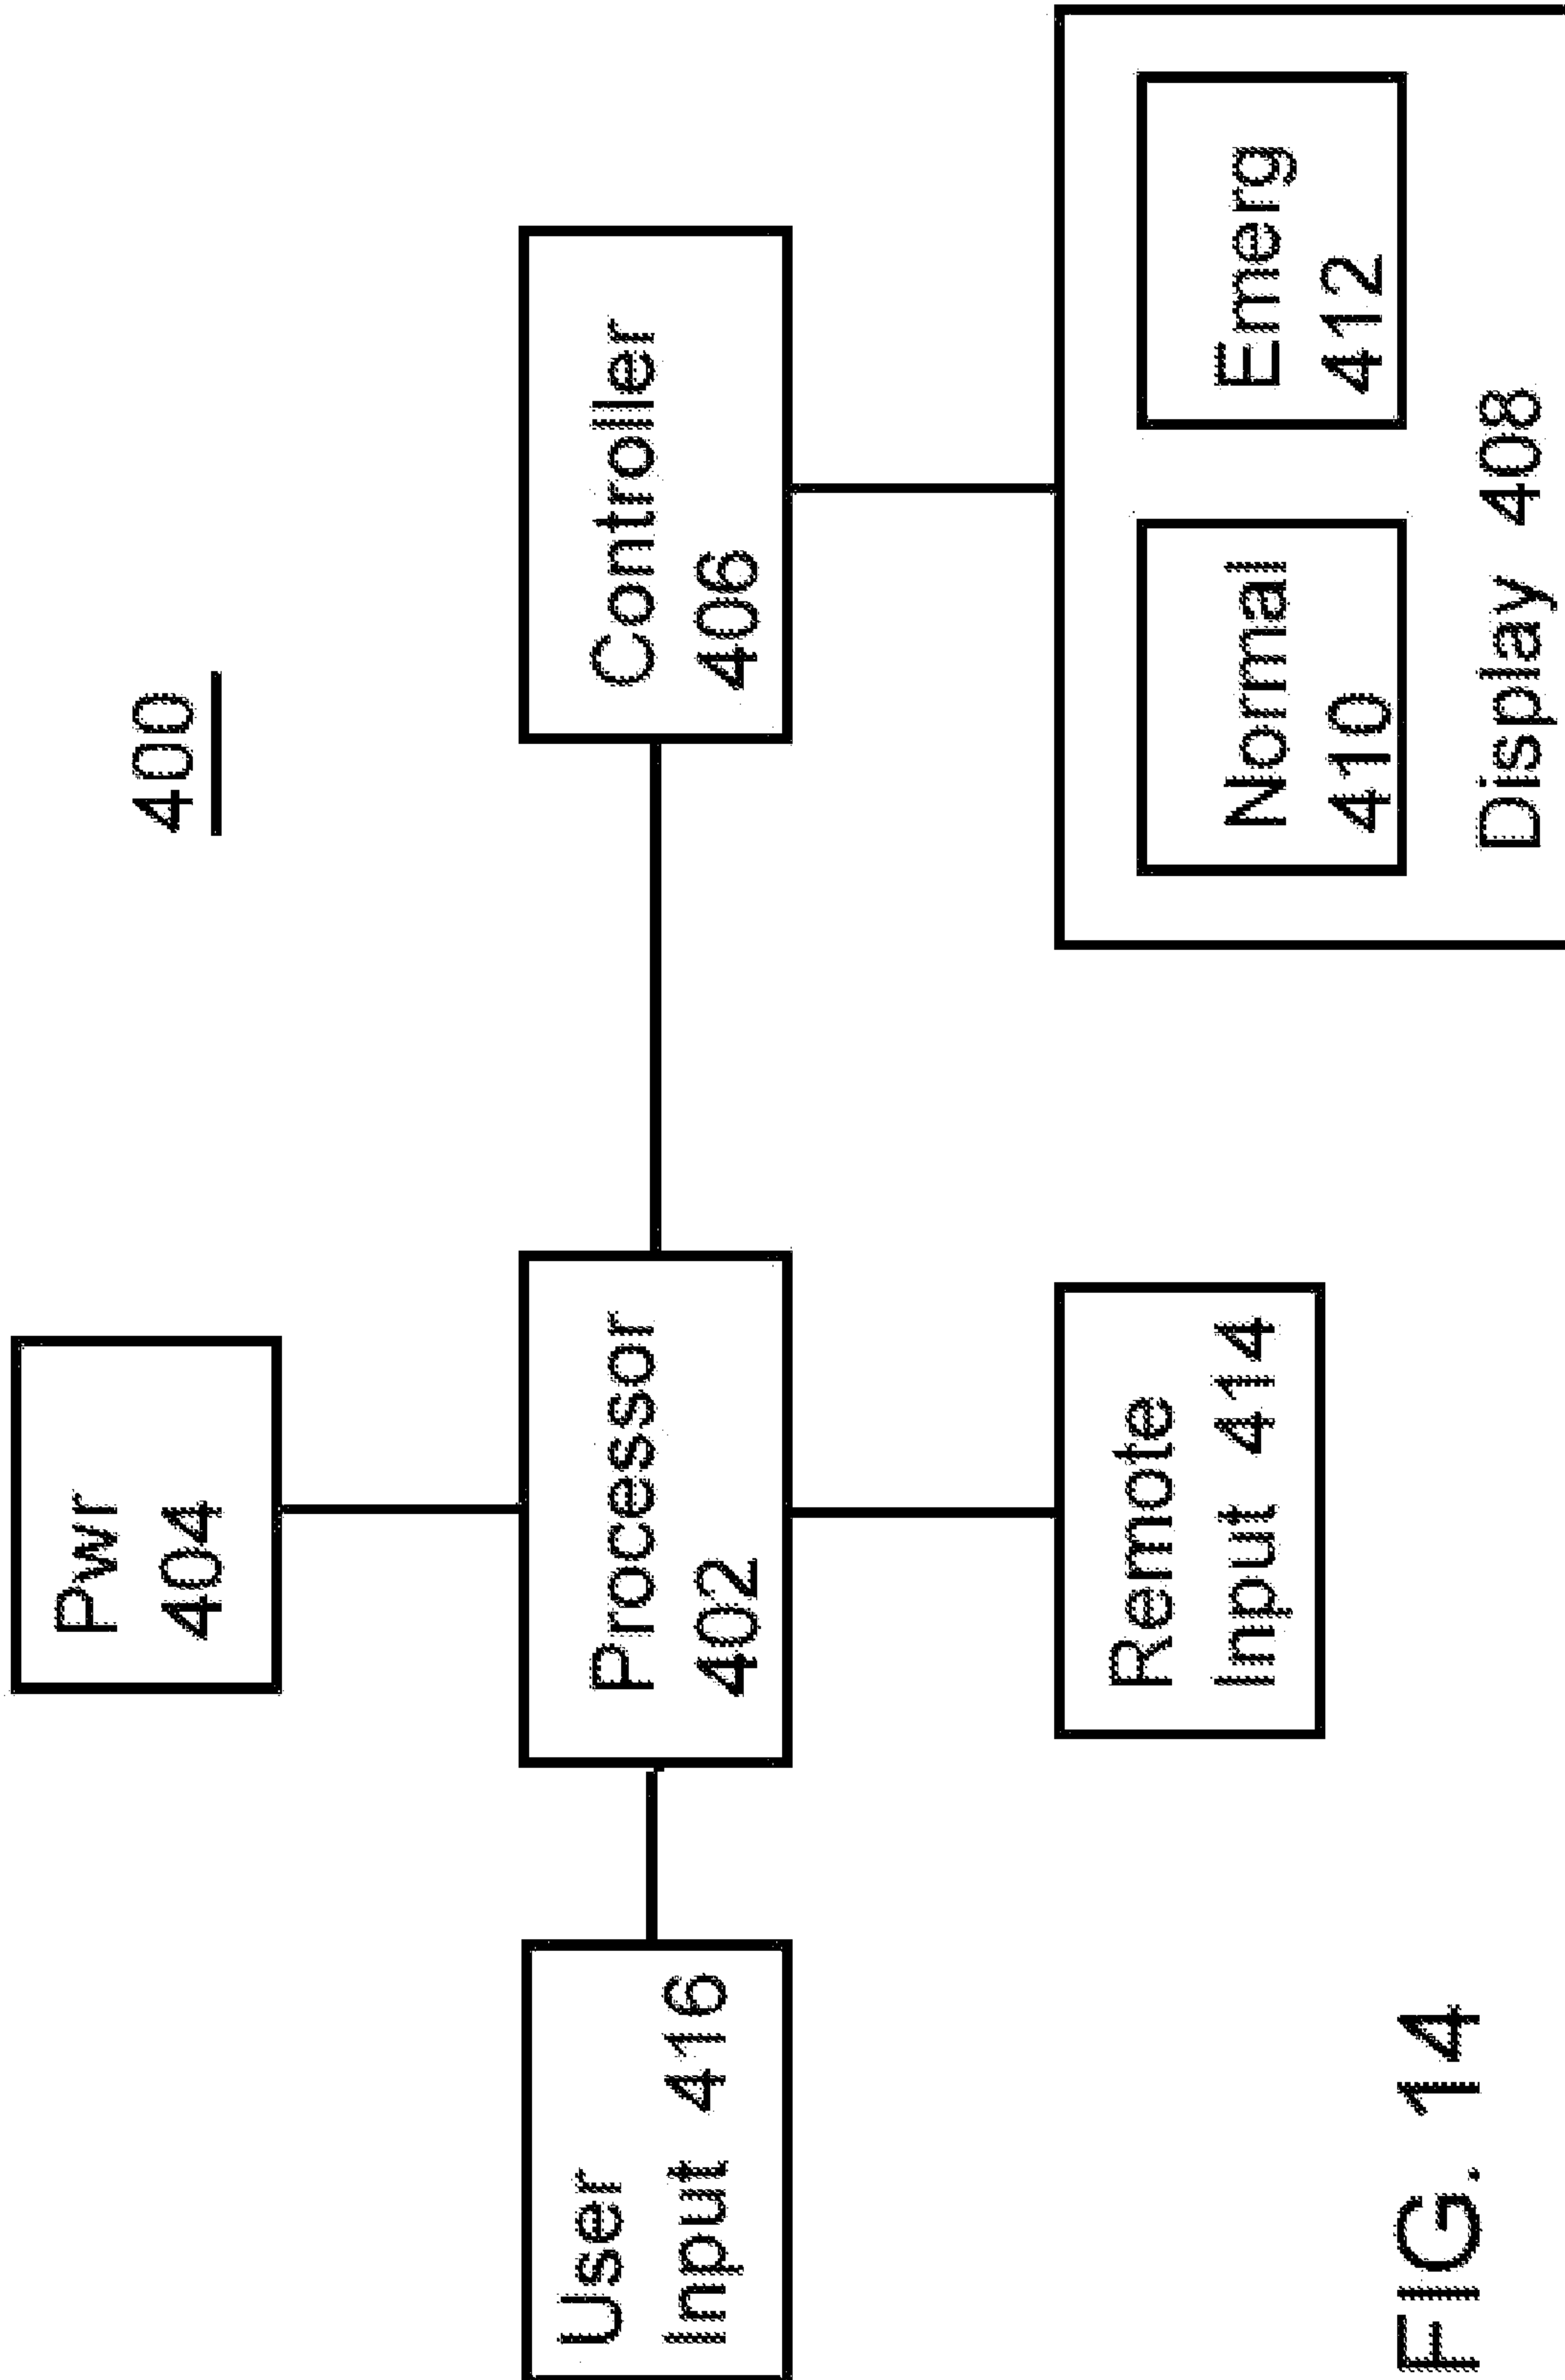 400
Pwr
404
User
Input 416
Processor
402
Controller
406
Remote
Input 414
Normal
410
Emerg
412
Display 408
FIG. 14